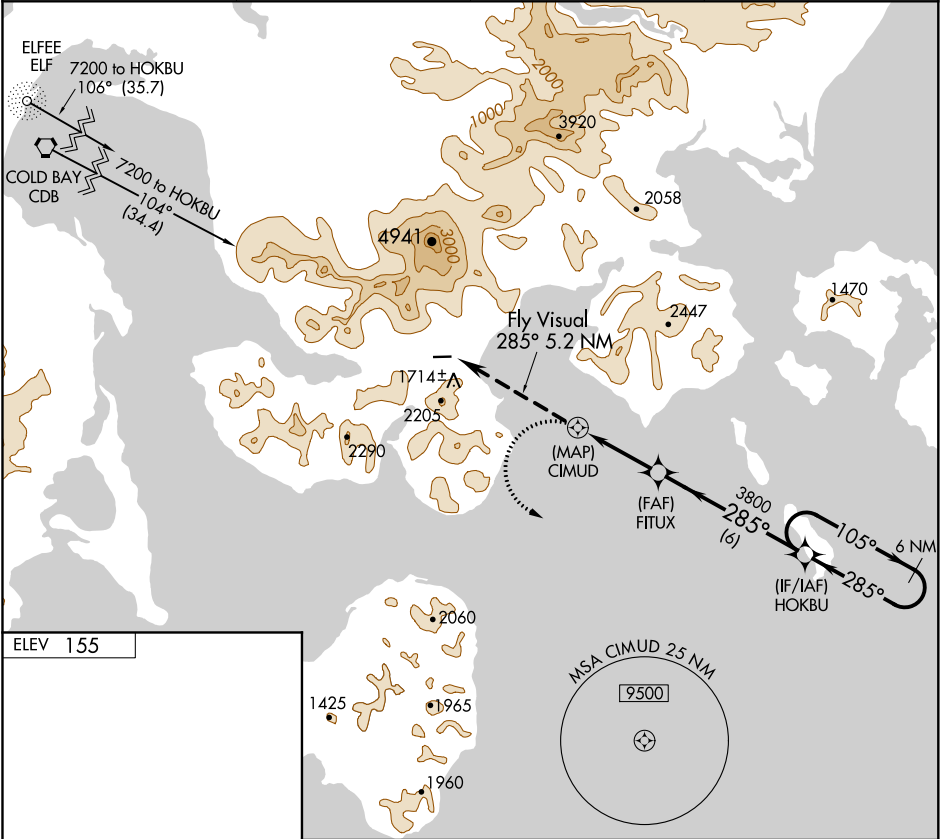 ELFEE
ELF
7200 to HOKBU
106° (35.7)
COLD BAY
CDB
7200 to HOKBU
104°
(34.4)
2000
1000
3920
2058
4941
3000
2447
1470
Fly Visual
285° 5.2 NM
1714±
2205
2290
(MAP)
CIMUD
(FAF)
FITUX
3800
285°
(6)
105°
6 NM
285°
(IF/IAF)
HOKBU
ELEV 155
2060
1425
1965
1960
MSA CIMUD 25 NM
9500